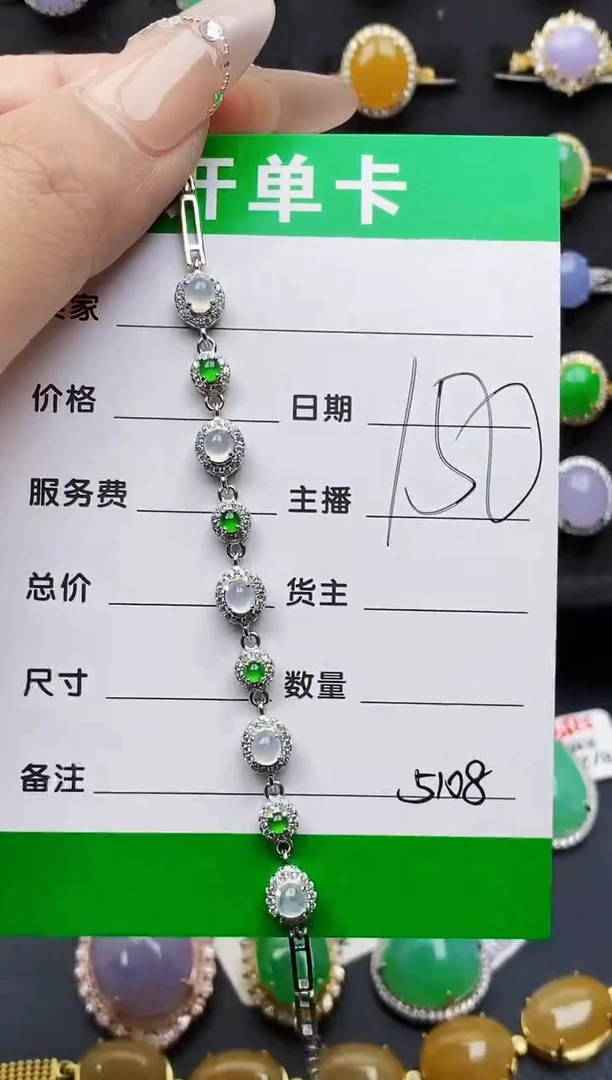 开单卡
家
价格 日期
150
服务费 主播
总价 货主
尺寸 数量
备注 5108